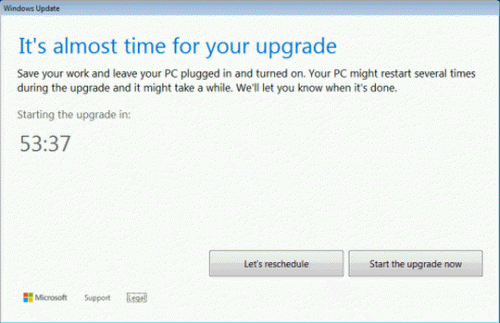 Windows Update
It's almost time for your upgrade
Save your work and leave your PC plugged in and turned on. Your PC might restart several times
during the upgrade and it might take a while. We'll let you know when it's done.
Starting the upgrade in:
53:37
Let's reschedule
Start the upgrade now
Microsoft
Support
Legal